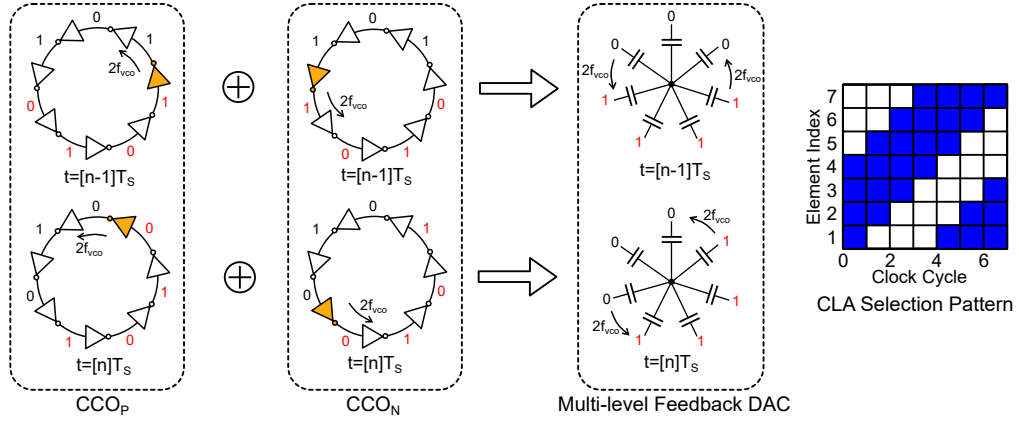 0
1
1
2fvco
0
1
1
0
t=[n-1]TS
0
1
1
2fvco
1
0
0
1
t=[n-1]TS
0
0
0
2fvco
2fvco
1
1
1
1
t=[n-1]TS
0
1
0
2fvco
0
1
1
0
t=[n]TS
CCOP
0
1
1
0
2fvco
0
1
1
t=[n]TS
CCON
0
2fvco
0
1
0
1
2fvco
1
1
t=[n]TS
Multi-level Feedback DAC
Element Index
7
6
5
4
3
2
1
0 2 4 6
Clock Cycle
CLA Selection Pattern